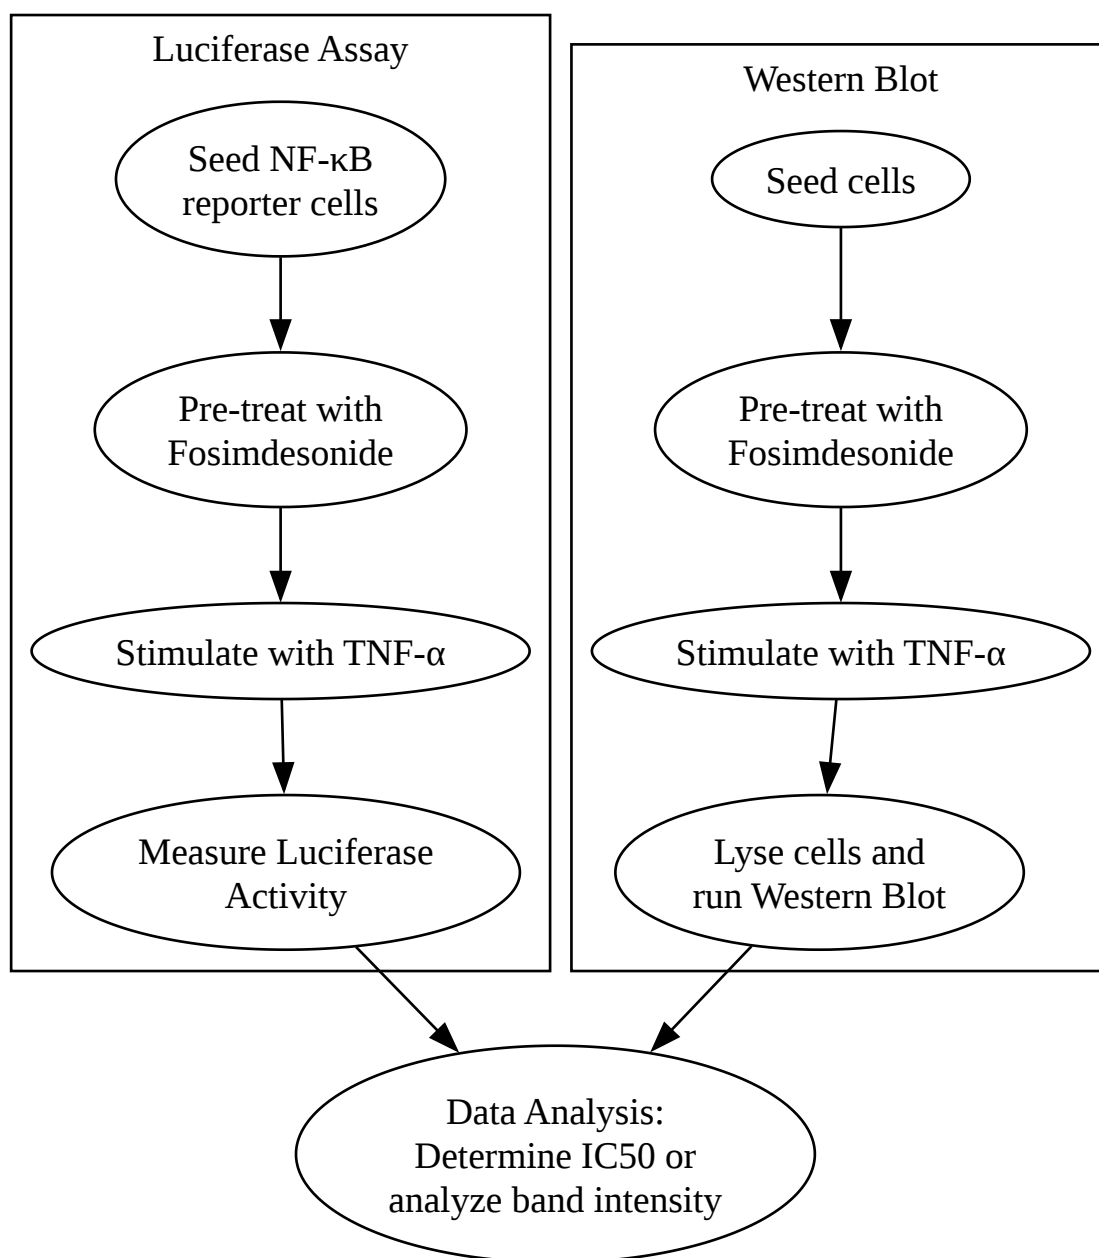 Luciferase Assay
Seed NF-κB
reporter cells
Pre-treat with
Fosimdesonide
Stimulate with TNF-α
Measure Luciferase
Activity
Western Blot
Seed cells
Pre-treat with
Fosimdesonide
Stimulate with TNF-α
Lyse cells and
run Western Blot
Data Analysis:
Determine IC50 or
analyze band intensity